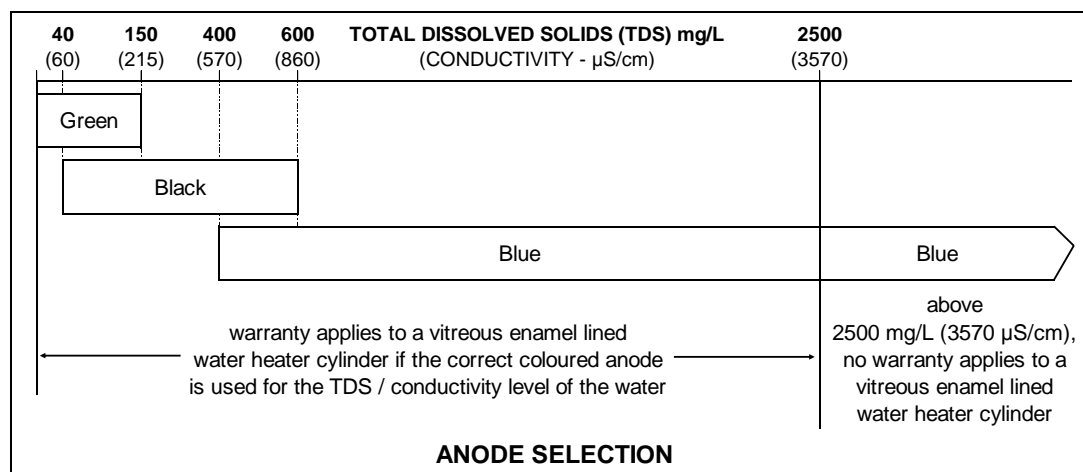 40 150 400 600 TOTAL DISSOLVED SOLIDS (TDS) mg/L 2500
(60) (215) (570) (860) (CONDUCTIVITY - µS/cm) (3570)
Green
Black
Blue Blue
warranty applies to a vitreous enamel lined
water heater cylinder if the correct coloured anode
is used for the TDS / conductivity level of the water
above
2500 mg/L (3570 µS/cm),
no warranty applies to a
vitreous enamel lined
water heater cylinder
ANODE SELECTION